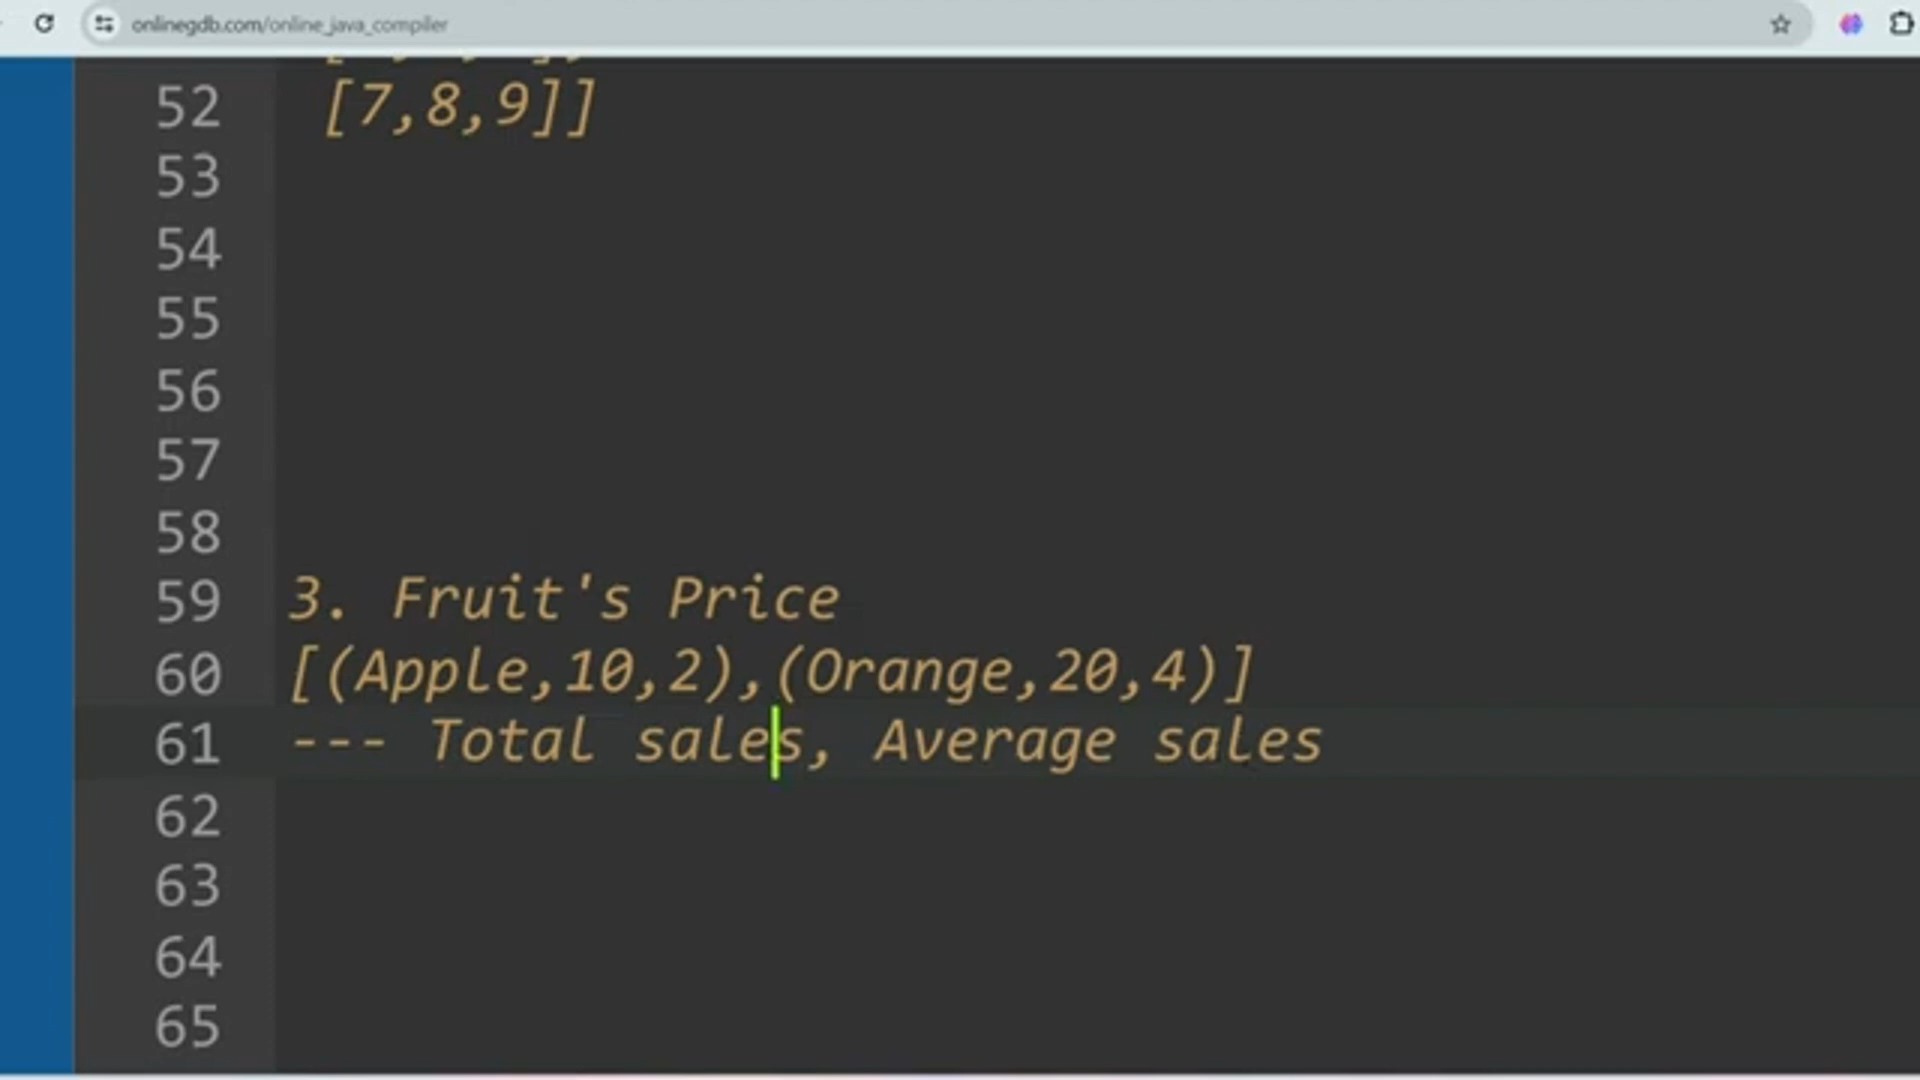 onlinegdb.com/online_java_compiler
52 [7,8,9]]
53
54
55
56
57
58
59 3. Fruit's Price
60 [(Apple,10,2),(Orange,20,4)]
61 --- Total sales, Average sales
62
63
64
65